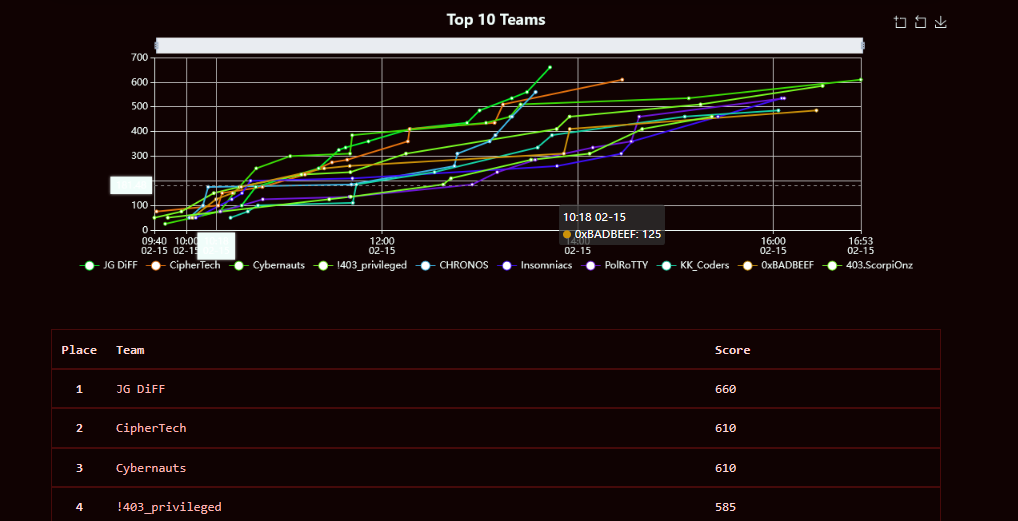 Top 10 Teams
700
600
500
400
300
100
0
09:40 10:00 12:00 14:00 16:00 16:53
02-15 02-15 02-15 02-15 02-15 02-15
10:18 02-15
0xBADBEEF: 125
JG DiFF CipherTech Cybernauts !403_privileged CHRONOS Insomniacs PolRoTTY KK_Coders 0xBADBEEF 403.ScorpiOnz
Place Team Score
1 JG DiFF 660
2 CipherTech 610
3 Cybernauts 610
4 !403_privileged 585